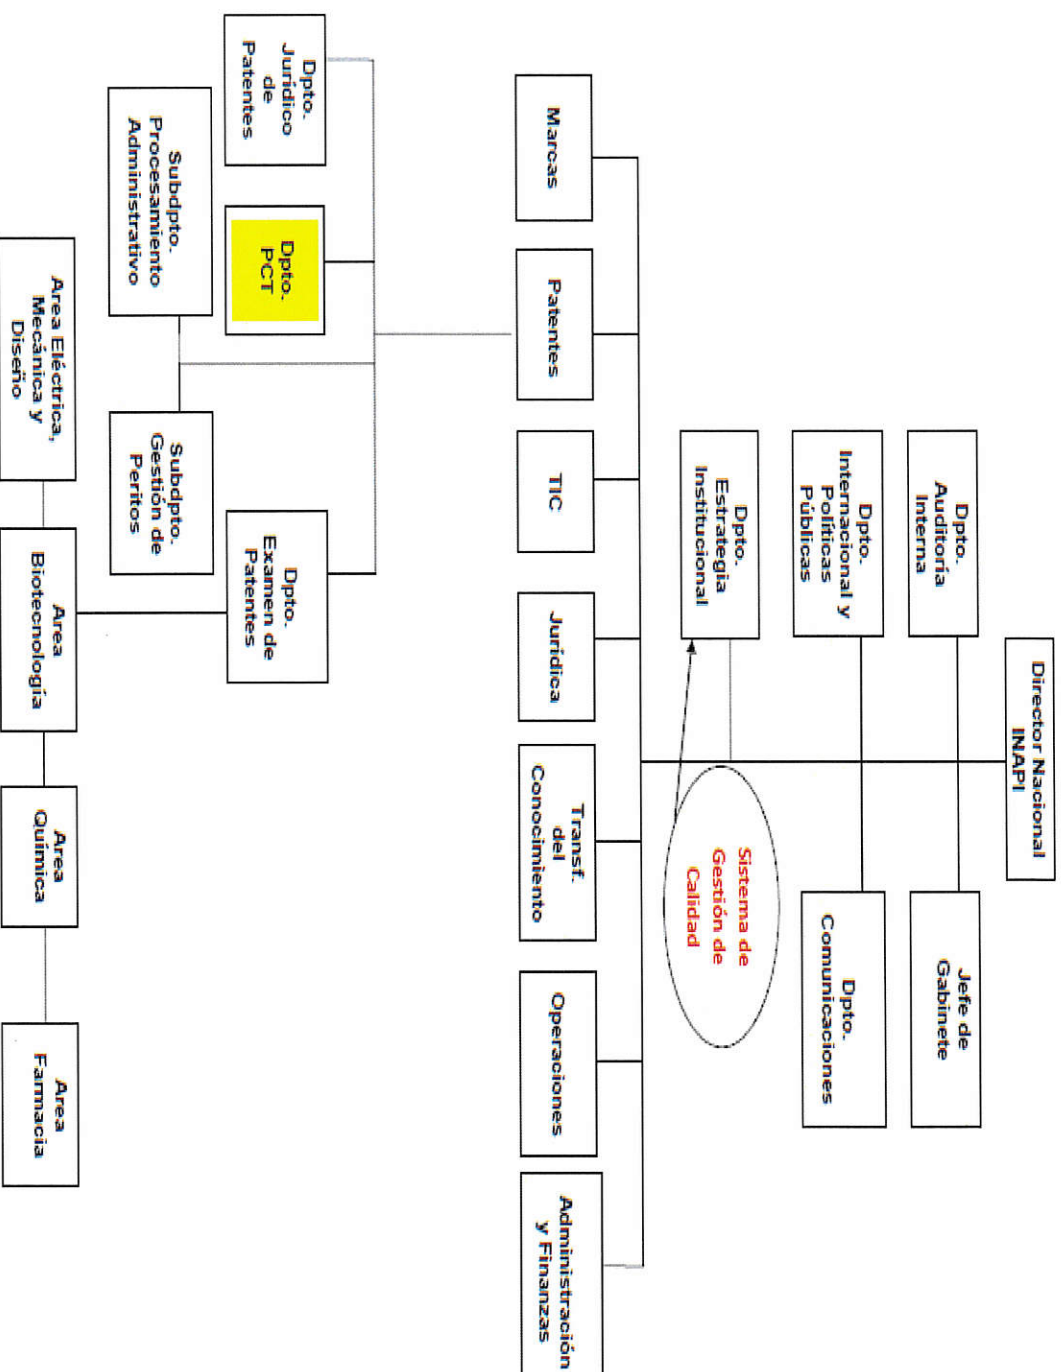 Director Nacional
INAPI
Dpto.
Auditoría
Interna
Jefe de
Gabinete
Dpto.
Internacional y
Políticas
Públicas
Dpto.
Comunicaciones
Dpto.
Estrategia
Institucional
Sistema de
Gestión de
Calidad
Marcas
Patentes
TIC
Jurídica
Transf.
del
Conocimiento
Operaciones
Administración
y Finanzas
Dpto.
Jurídico
de
Patentes
Dpto.
PCT
Dpto.
Examen de
Patentes
Subdpto.
Procesamiento
Administrativo
Subdpto.
Gestión de
Peritos
Area Eléctrica,
Mecánica y
Diseño
Area
Biotecnología
Area
Química
Area
Farmacia